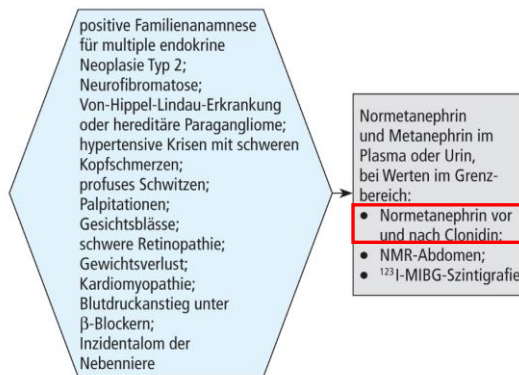 positive Familienanamnese
für multiple endokrine
Neoplasie Typ 2;
Neurofibromatose;
Von-Hippel-Lindau-Erkrankung
oder hereditäre Paragangliome;
hypertensive Krisen mit schweren
Kopfschmerzen;
profuses Schwitzen;
Palpitationen;
Gesichtsblässe;
schwere Retinopathie;
Gewichtsverlust;
Kardiomyopathie;
Blutdruckanstieg unter
β-Blockern;
Inzidentalom der
Nebenniere
Normetanephrin
und Metanephrin im
Plasma oder Urin,
bei Werten im Grenz-
bereich:
● Normetanephrin vor
und nach Clonidin;
● NMR-Abdomen;
● ¹²³I-MIBG-Szintigrafie